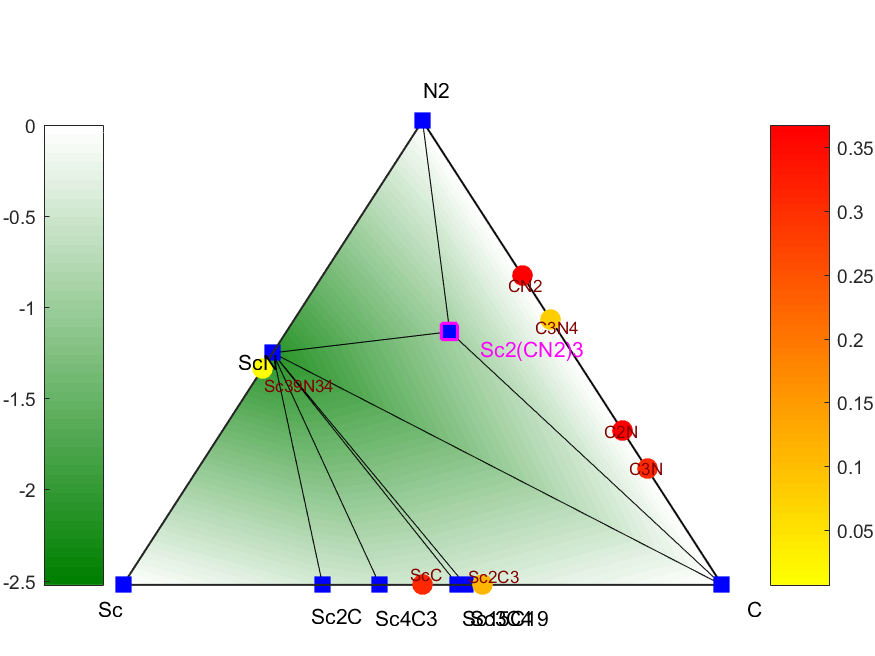 N2
0
-0.5
-1
-1.5
-2
-2.5
0.35
0.3
0.25
0.2
0.15
0.1
0.05
CN2
C3N4
Sc2(CN2)3
ScN
Sc39N34
C2N
C3N
ScC
Sc2C3
Sc
Sc2C
Sc4C3
Sc3C4
Sc15C19
C